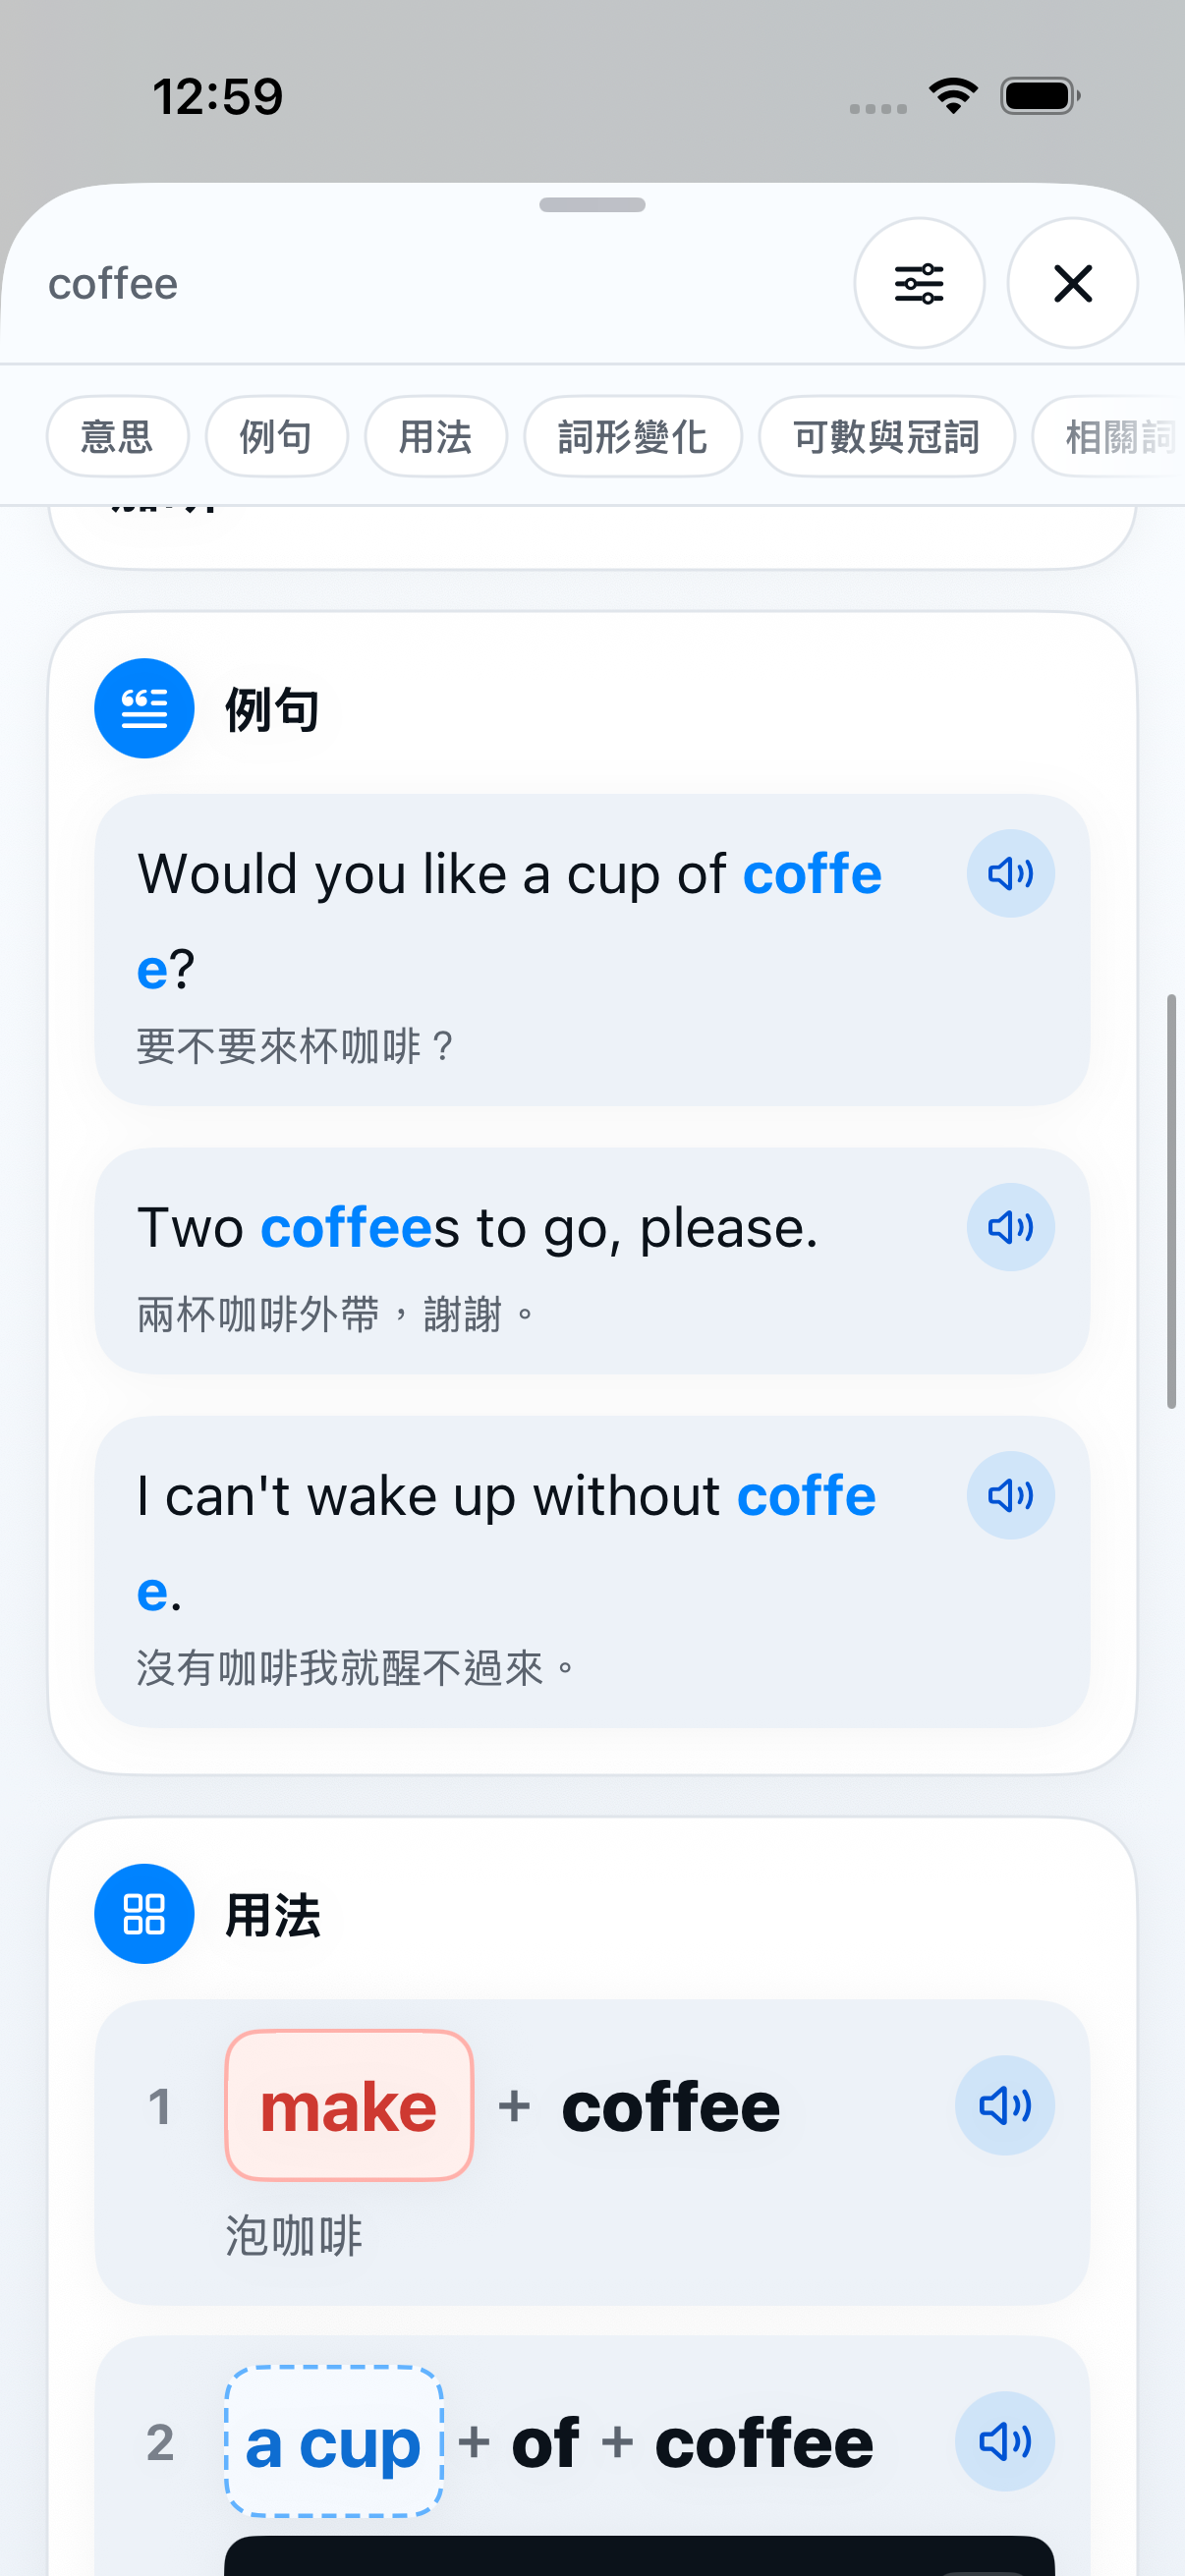 12:59
coffee
意思
例句
用法
詞形變化
可數與冠詞
相關詞
例句
Would you like a cup of coffe
e?
要不要來杯咖啡？
Two coffees to go, please.
兩杯咖啡外帶，謝謝。
I can't wake up without coffe
e.
沒有咖啡我就醒不過來。
用法
1 make + coffee
泡咖啡
2 a cup + of + coffee